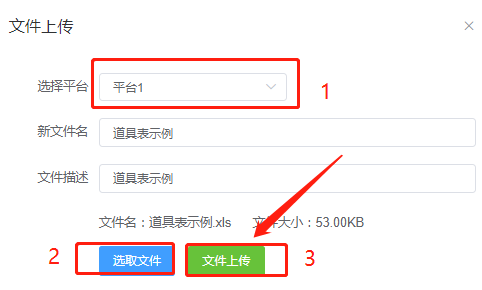 文件上传
选择平台 平台1 1
新文件名 道具表示例
文件描述 道具表示例
文件名：道具表示例.xls 文件大小：53.00KB
2 选取文件 文件上传 3